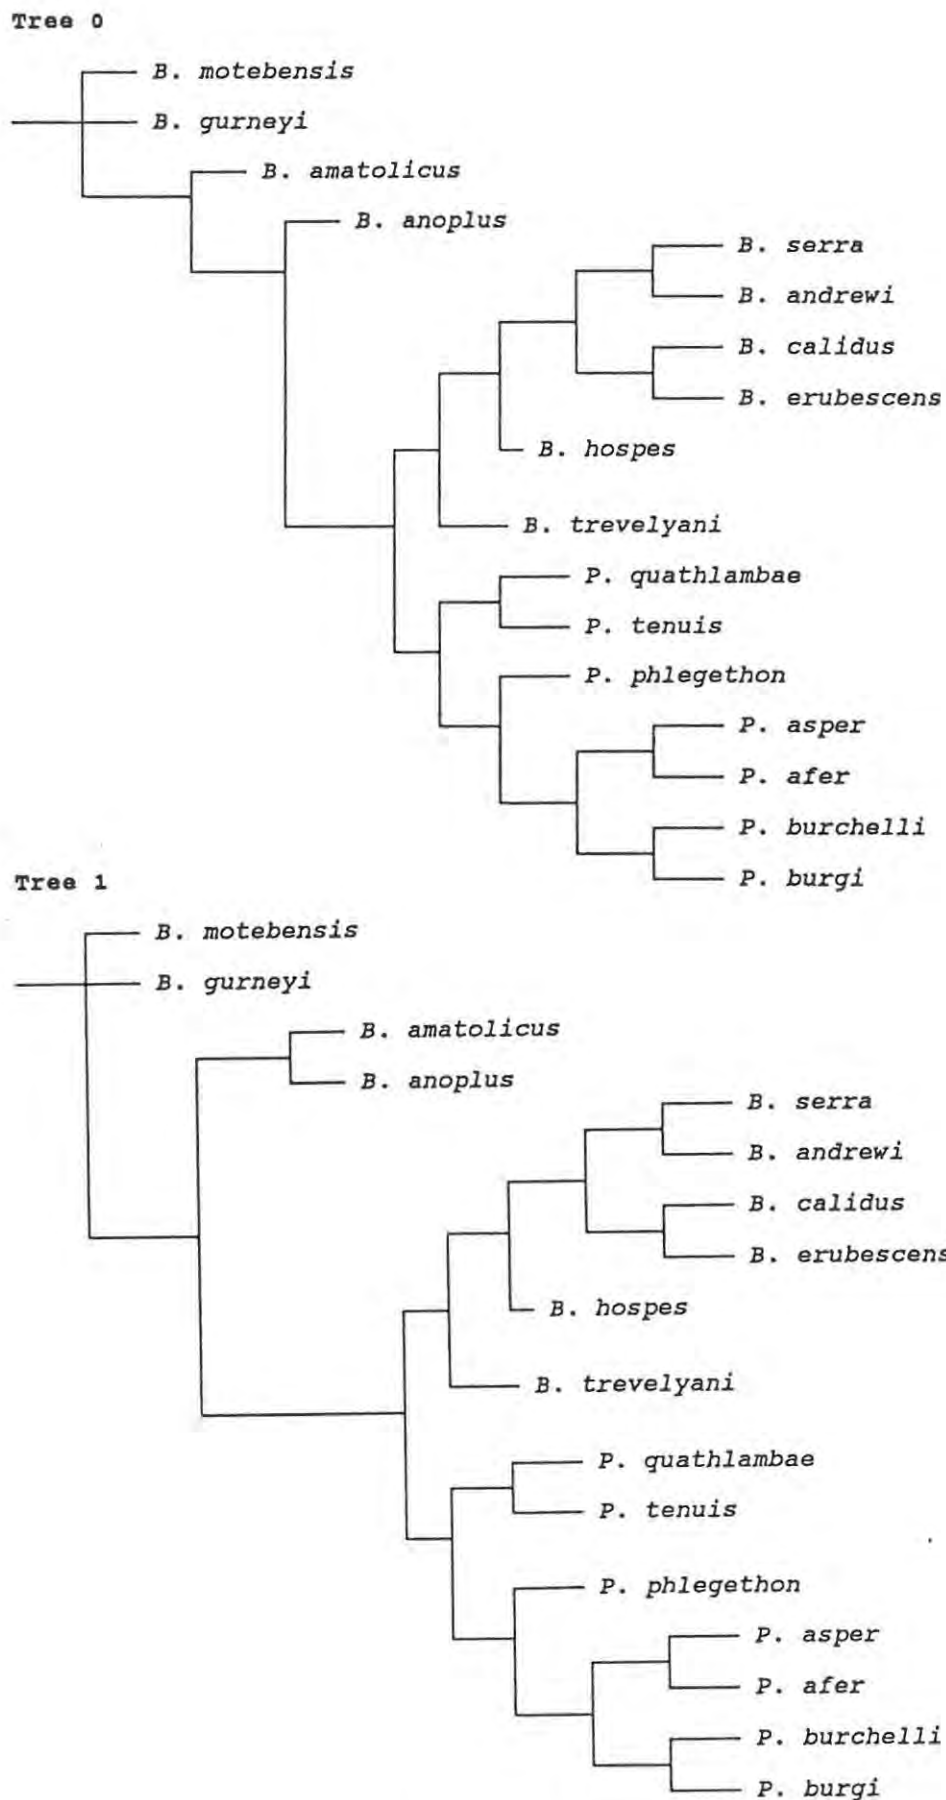 Tree 0
B. motebensis
B. gurneyi
B. amatolicus
B. anoplus
B. serra
B. andrewi
B. calidus
B. erubescens
B. hospes
B. trevelyani
P. quathlambae
P. tenuis
P. phlegethon
P. asper
P. afer
P. burchelli
P. burgi
Tree 1
B. motebensis
B. gurneyi
B. amatolicus
B. anoplus
B. serra
B. andrewi
B. calidus
B. erubescens
B. hospes
B. trevelyani
P. quathlambae
P. tenuis
P. phlegethon
P. asper
P. afer
P. burchelli
P. burgi